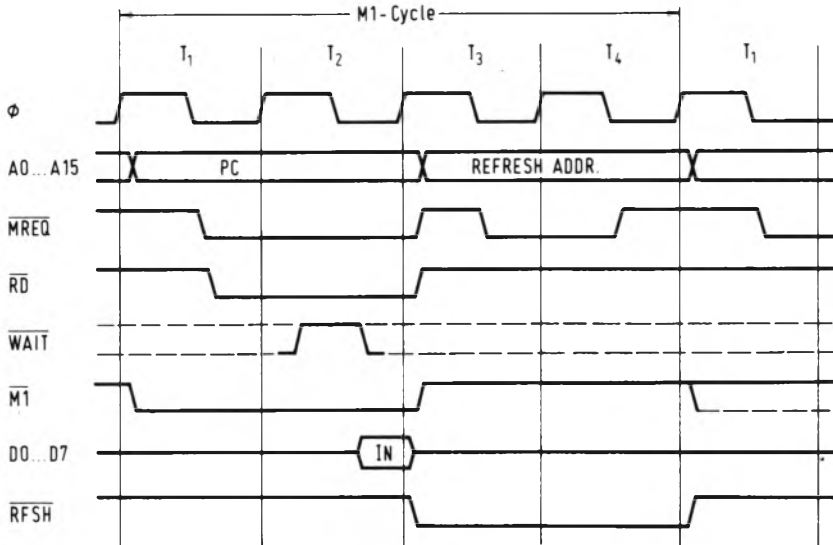 M1-Cycle
T1 T2 T3 T4 T1
Φ
A0...A15 PC REFRESH ADDR.
MREQ
RD
WAIT
M1
D0...D7 IN
RFSH